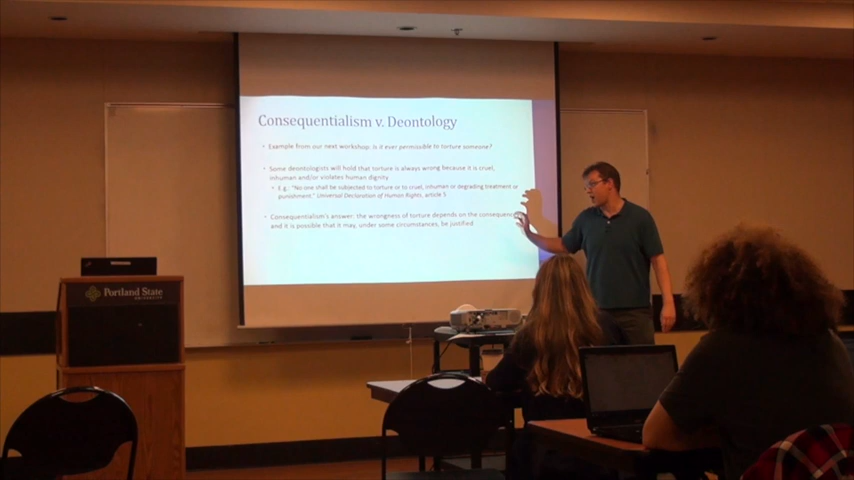 Consequentialism v. Deontology
• Example from our next workshop: Is it ever permissible to torture someone?
• Some deontologists will hold that torture is always wrong because it is cruel,
inhuman and/or violates human dignity
• E.g.: "No one shall be subjected to torture or to cruel, inhuman or degrading treatment or
punishment." Universal Declaration of Human Rights, article 5
• Consequentialism's answer: the wrongness of torture depends on the consequences
and it is possible that it may, under some circumstances, be justified
Portland State
UNIVERSITY